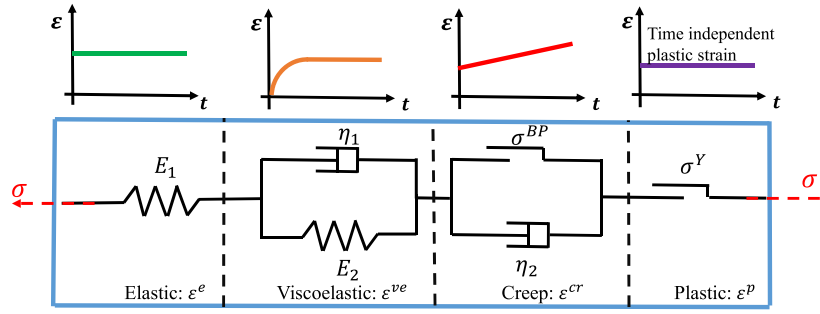 ε
t
ε
t
ε
t
ε
Time independent
plastic strain
t
σ
E₁
η₁
E₂
σᴮᴾ
η₂
σʸ
σ
Elastic: εᵉ
Viscoelastic: εᵛᵉ
Creep: εᶜʳ
Plastic: εᵖ